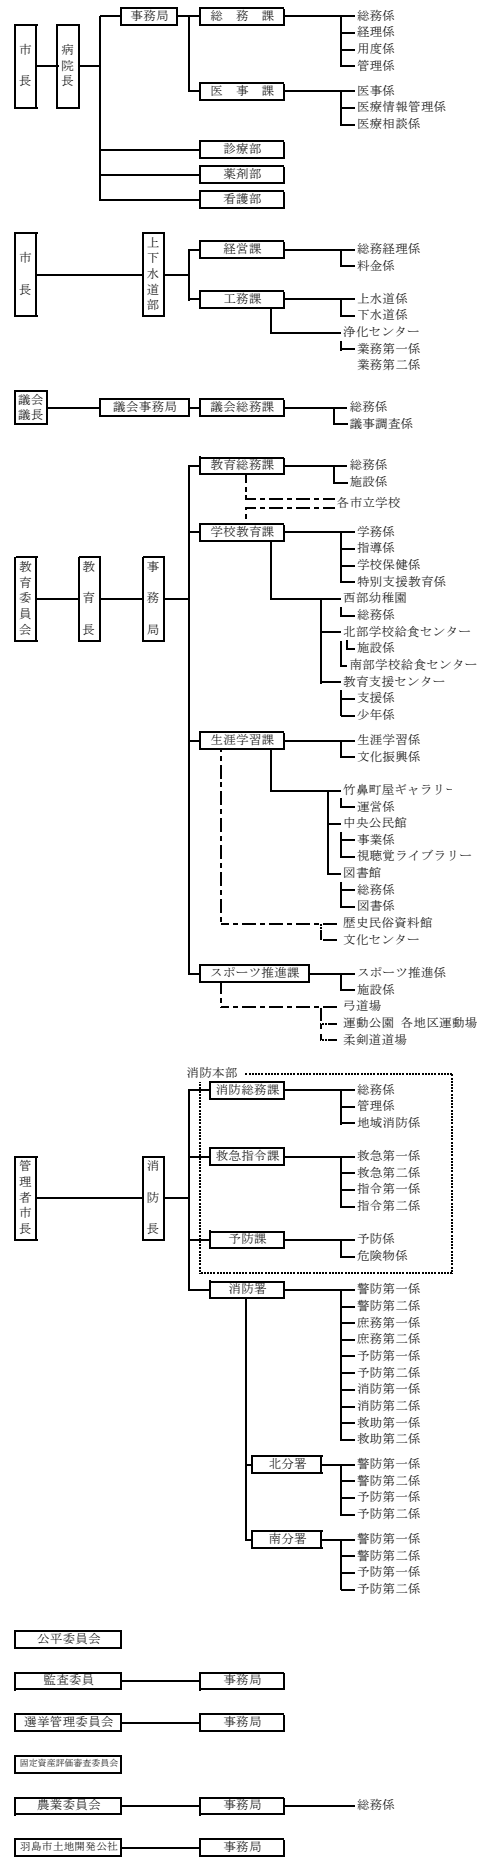 市長
病院長
事務局
総務課
総務係
経理係
用度係
管理係
医事課
医事係
医療情報管理係
医療相談係
診療部
薬剤部
看護部
市長
上下水道部
経営課
総務経理係
料金係
工務課
上水道係
下水道係
浄化センター
業務第一係
業務第二係
議会
議長
議会事務局
議会総務課
総務係
議事調査係
教育委員会
教育長
事務局
教育総務課
総務係
施設係
各市立学校
学校教育課
学務係
指導係
学校保健係
特別支援教育係
西部幼稚園
総務係
北部学校給食センター
施設係
南部学校給食センター
教育支援センター
支援係
少年係
生涯学習課
生涯学習係
文化振興係
竹鼻町屋ギャラリー
運営係
中央公民館
事業係
視聴覚ライブラリー
図書館
総務係
図書係
歴史民俗資料館
文化センター
スポーツ推進課
スポーツ推進係
施設係
弓道場
運動公園 各地区運動場
柔剣道道場
管理者市長
消防長
消防本部
消防総務課
総務係
管理係
地域消防係
救急指令課
救急第一係
救急第二係
指令第一係
指令第二係
予防課
予防係
危険物係
消防署
警防第一係
警防第二係
庶務第一係
庶務第二係
予防第一係
予防第二係
消防第一係
消防第二係
救助第一係
救助第二係
北分署
警防第一係
警防第二係
予防第一係
予防第二係
南分署
警防第一係
警防第二係
予防第一係
予防第二係
公平委員会
監査委員
事務局
選挙管理委員会
事務局
固定資産評価審査委員会
農業委員会
事務局
総務係
羽島市土地開発公社
事務局